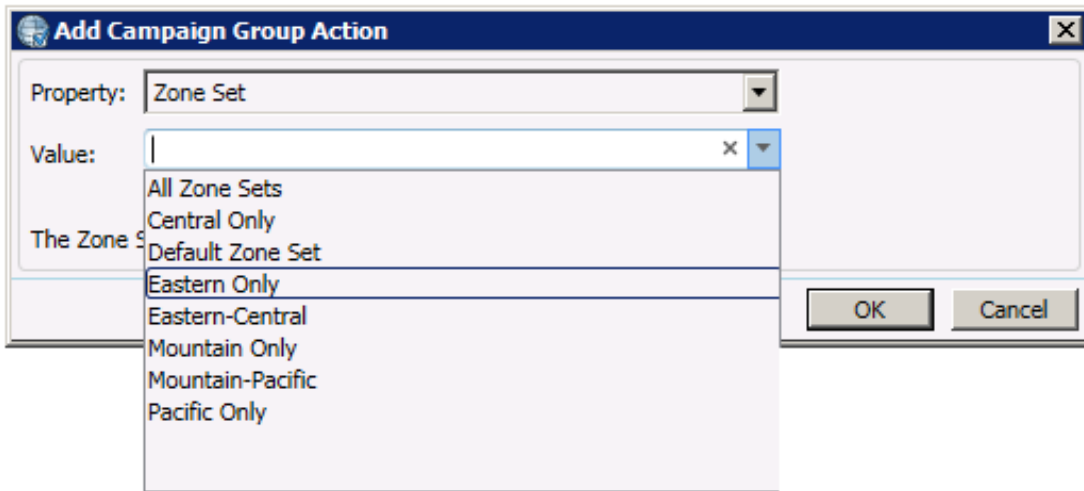 Add Campaign Group Action
Property: Zone Set
Value:
All Zone Sets
Central Only
The Zone
Default Zone Set
Eastern Only
Eastern-Central
OK Cancel
Mountain Only
Mountain-Pacific
Pacific Only